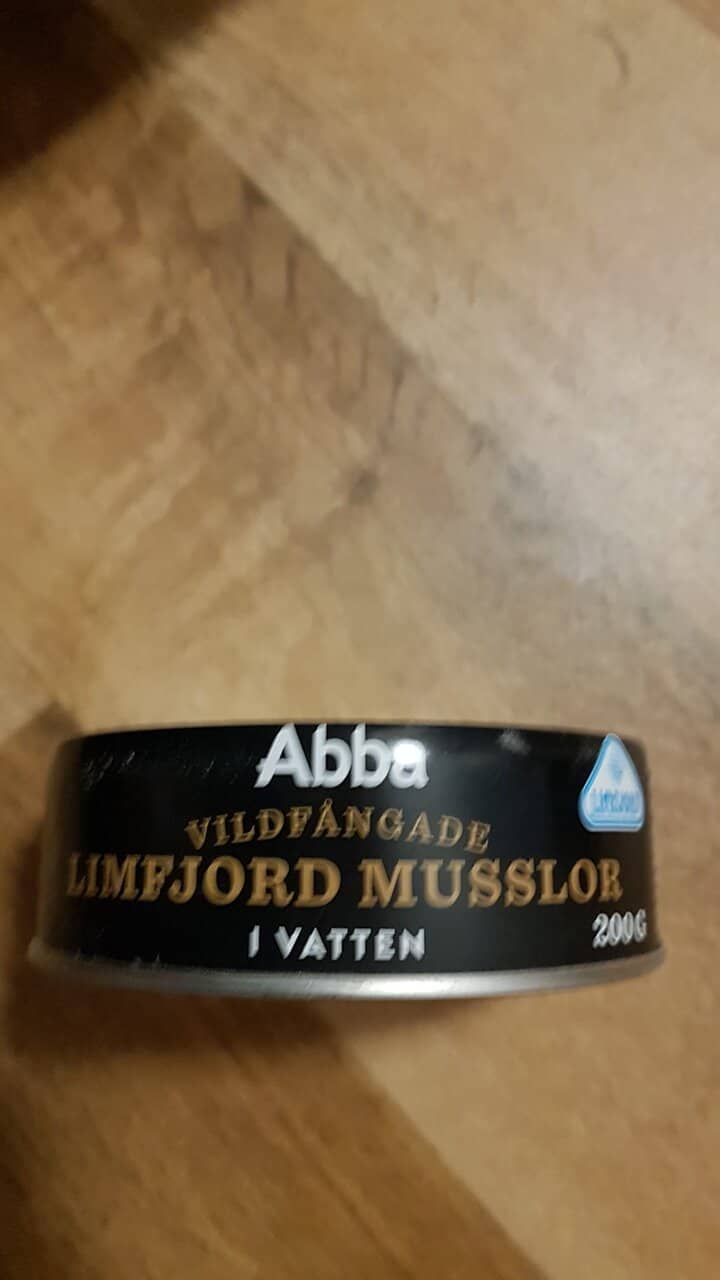 Abba
VILDFÅNGADE
LIMFJORD MUSSLOR
I VATTEN
200G